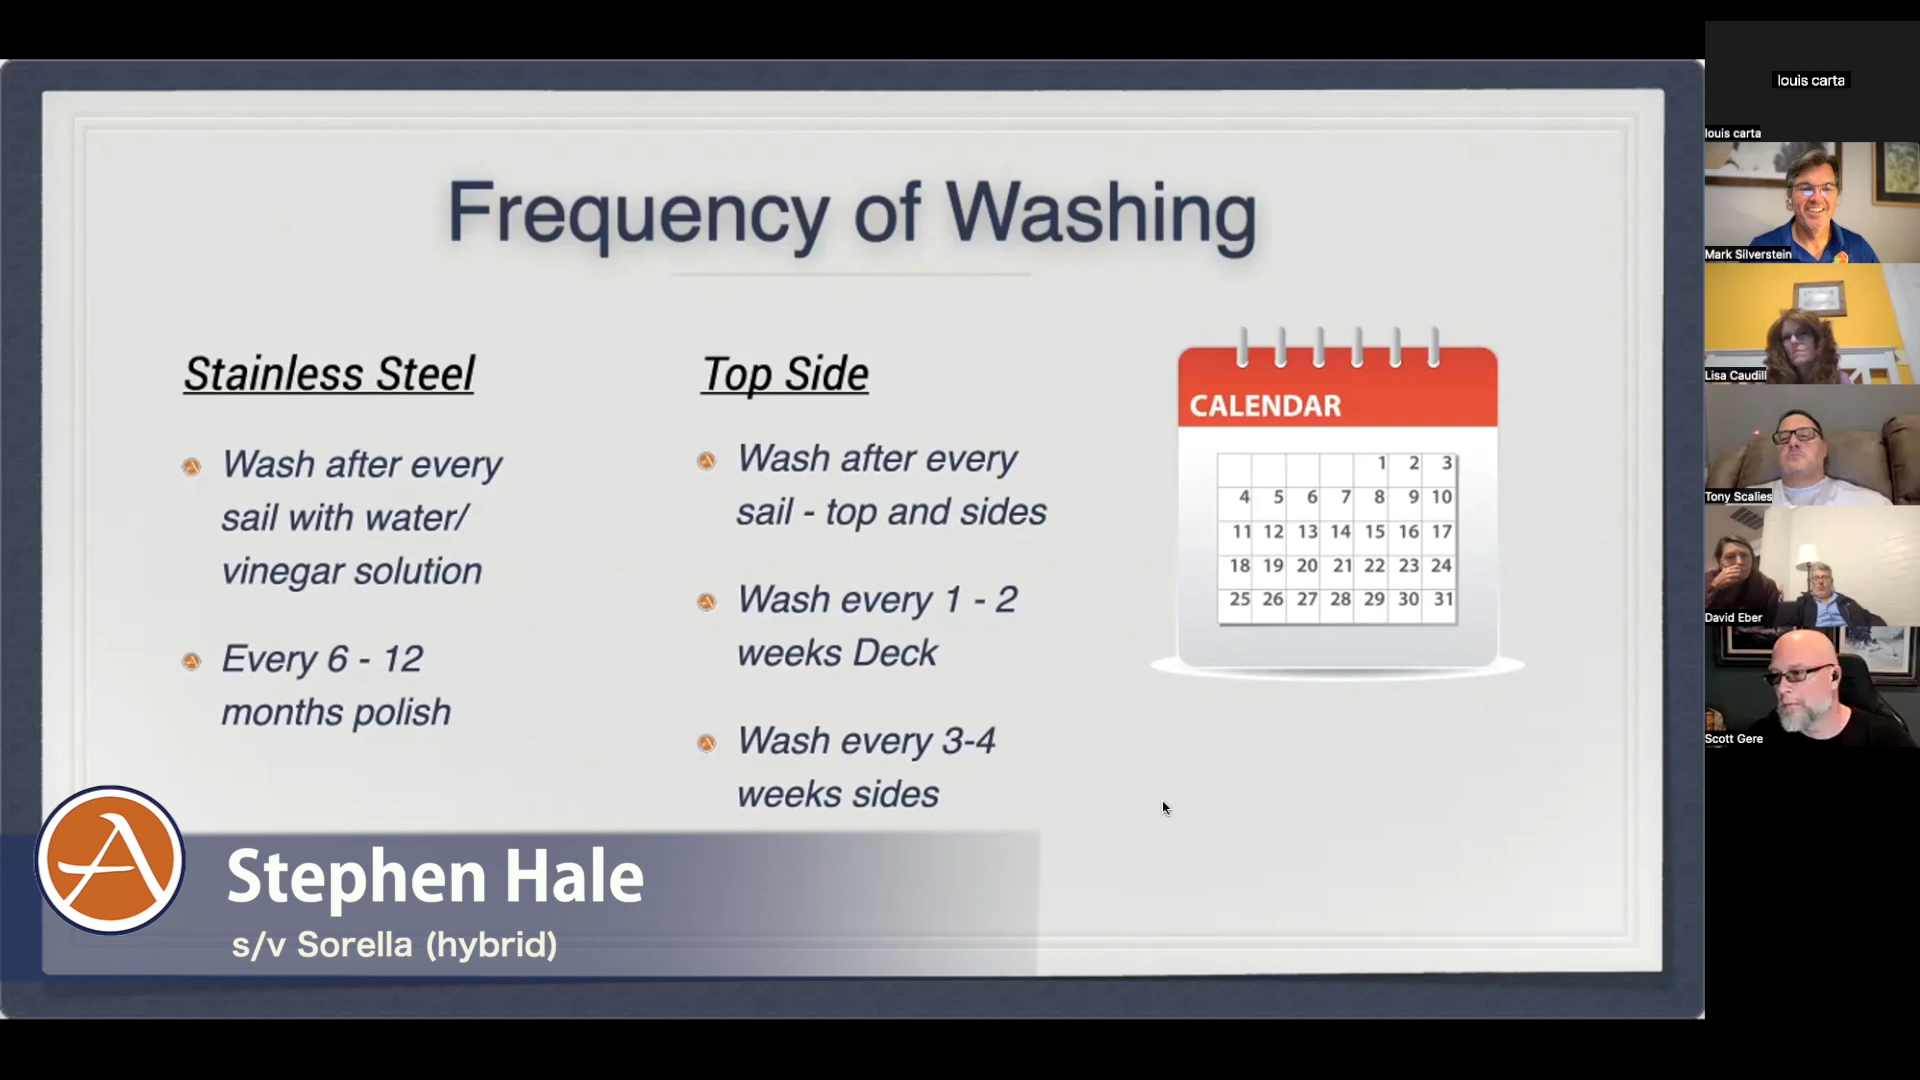 Frequency of Washing
Stainless Steel
Wash after every
sail with water/
vinegar solution
Every 6 - 12
months polish
Top Side
Wash after every
sail - top and sides
Wash every 1 - 2
weeks Deck
Wash every 3-4
weeks sides
CALENDAR
1 2 3
4 5 6 7 8 9 10
11 12 13 14 15 16 17
18 19 20 21 22 23 24
25 26 27 28 29 30 31
A
Stephen Hale
s/v Sorella (hybrid)
louis carta
louis carta
Mark Silverstein
Lisa Caudill
Tony Scalies
David Eber
Scott Gere